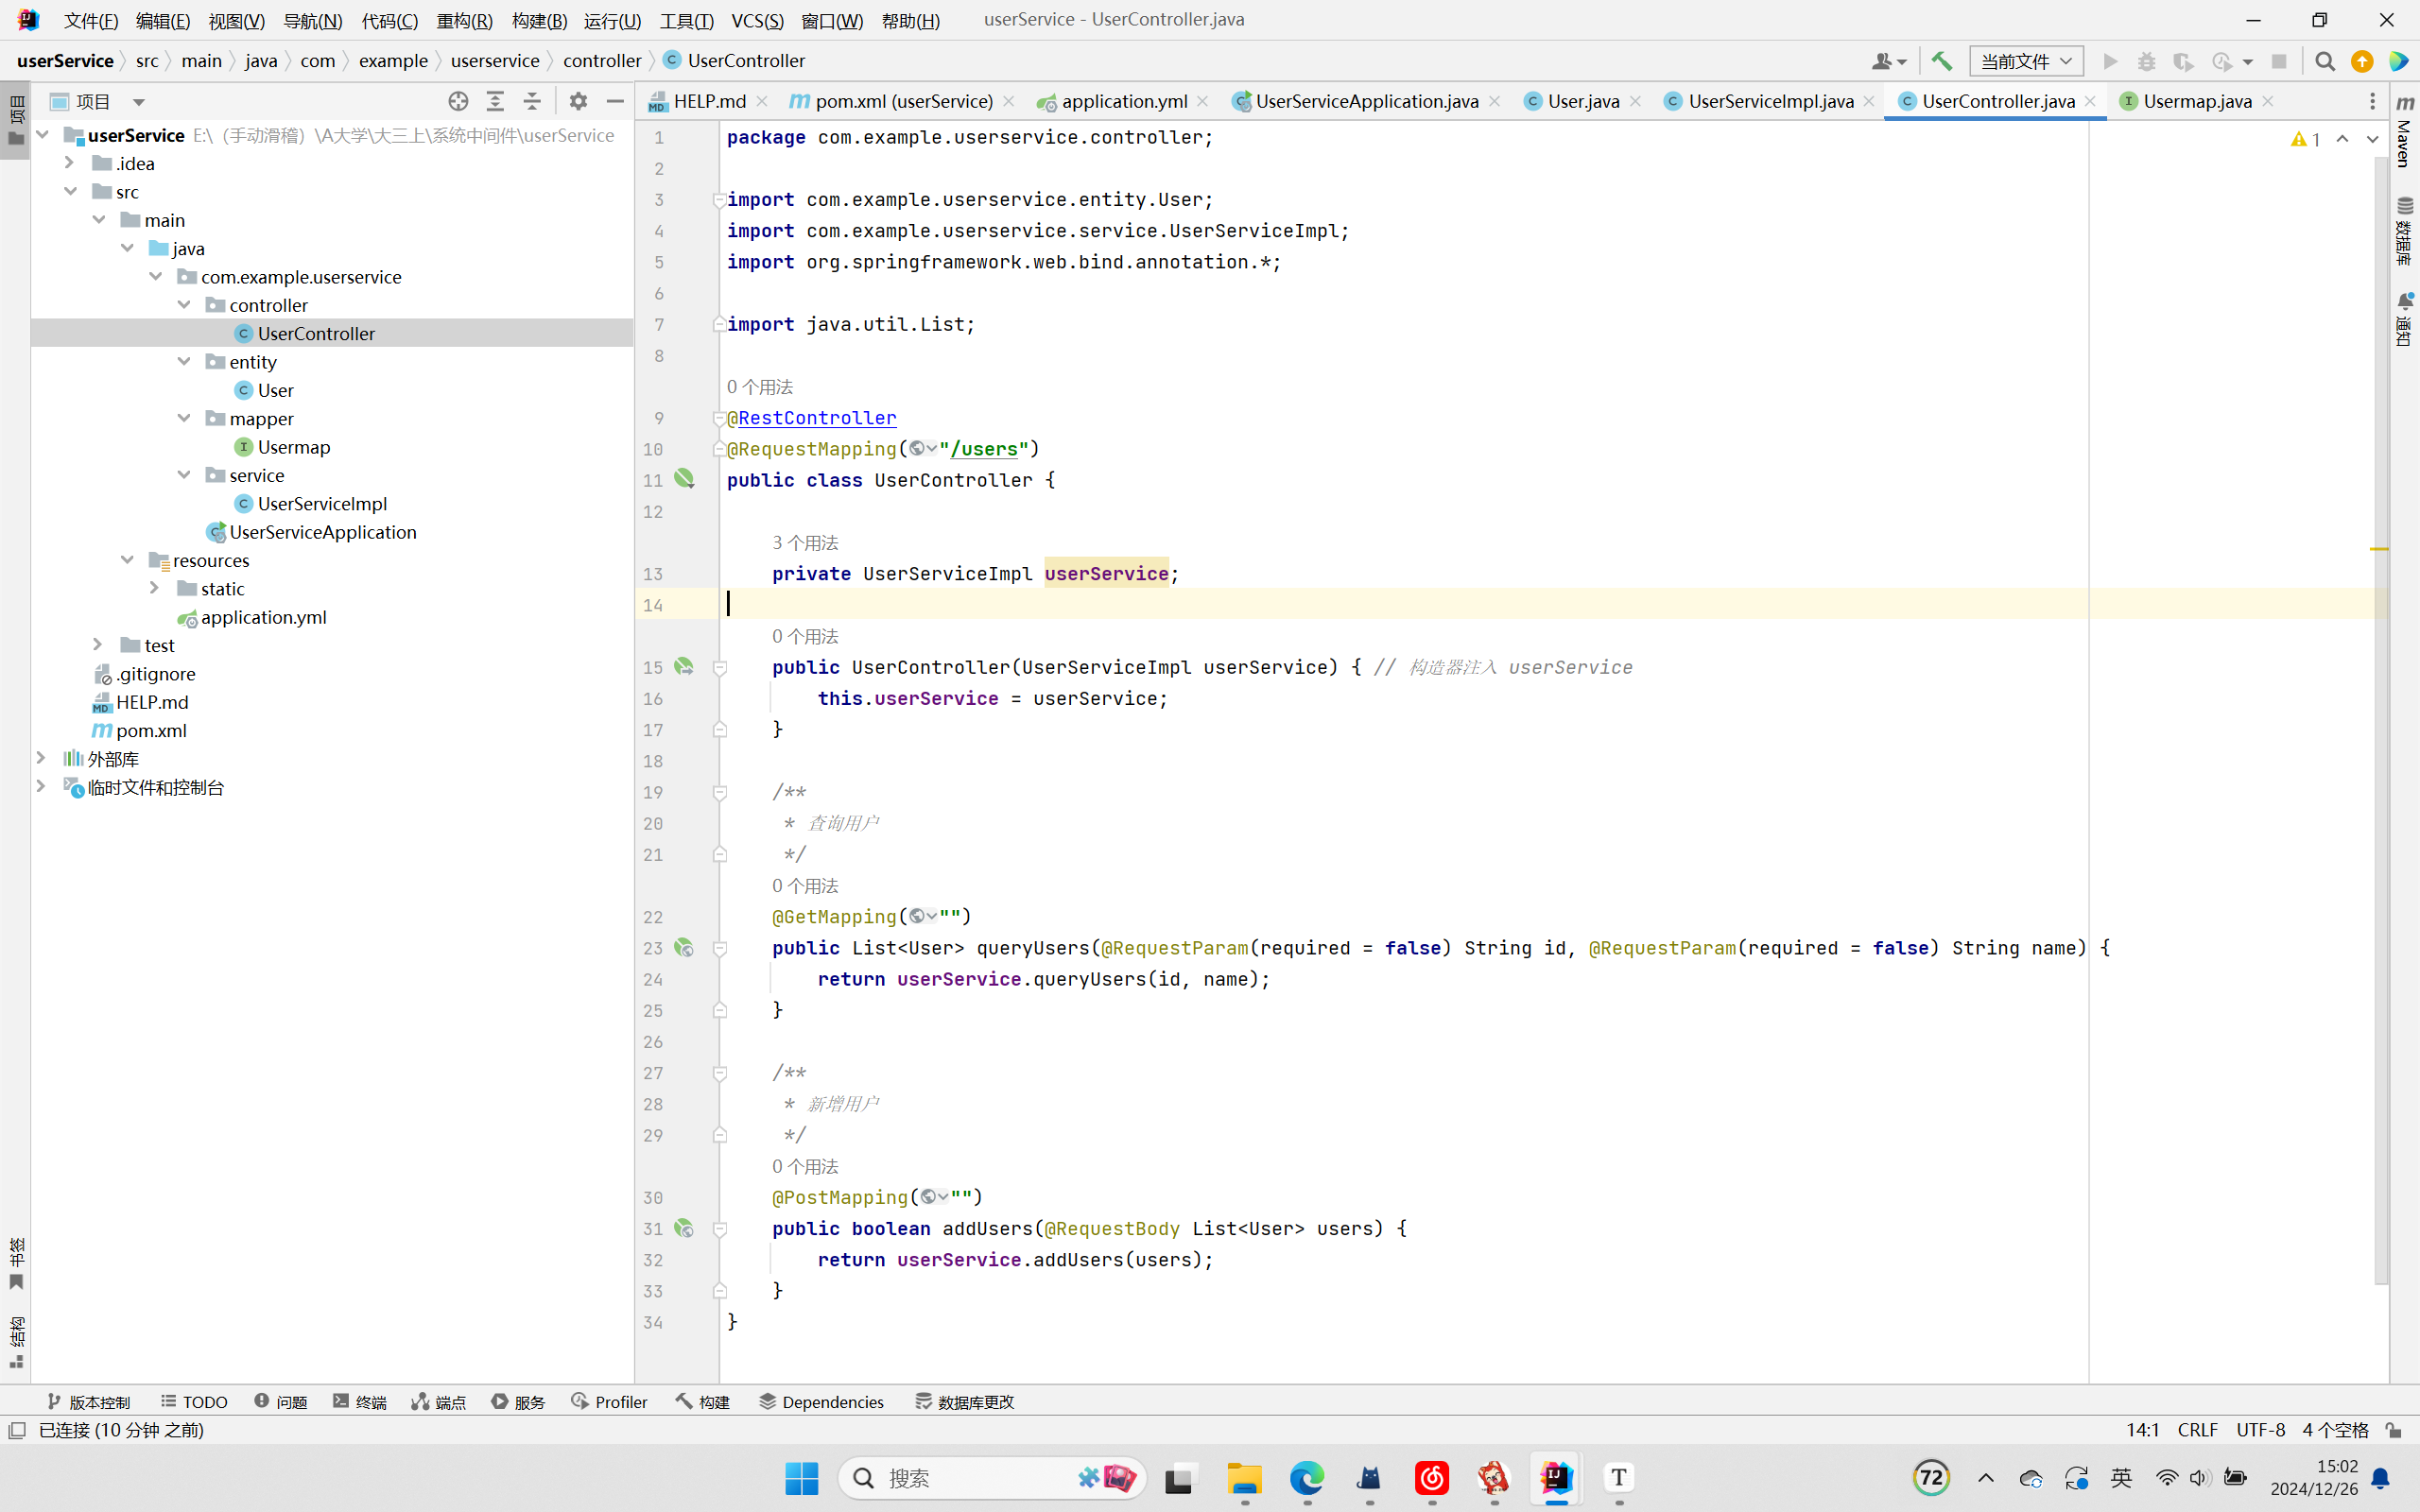 文件(F) 编辑(E) 视图(V) 导航(N) 代码(C) 重构(R) 构建(B) 运行(U) 工具(T) VCS(S) 窗口(W) 帮助(H) userService - UserController.java
userService src main java com example userservice controller UserController 当前文件
项目
HELP.md pom.xml (userService) application.yml UserServiceApplication.java User.java UserServiceImpl.java UserController.java Usermap.java
项目
userService E:\（手动滑稽）\A大学\大三上\系统中间件\userService
.idea
src
main
java
com.example.userservice
controller
UserController
entity
User
mapper
Usermap
service
UserServiceImpl
UserServiceApplication
resources
static
application.yml
test
.gitignore
HELP.md
pom.xml
外部库
临时文件和控制台
书签
结构
1 package com.example.userservice.controller;
2
3 import com.example.userservice.entity.User;
4 import com.example.userservice.service.UserServiceImpl;
5 import org.springframework.web.bind.annotation.*;
6
7 import java.util.List;
8
0 个用法
9 @RestController
10 @RequestMapping("/users")
11 public class UserController {
12
3 个用法
13 private UserServiceImpl userService;
14
0 个用法
15 public UserController(UserServiceImpl userService) { // 构造器注入 userService
16 this.userService = userService;
17 }
18
19 /**
20 * 查询用户
21 */
0 个用法
22 @GetMapping("")
23 public List<User> queryUsers(@RequestParam(required = false) String id, @RequestParam(required = false) String name) {
24 return userService.queryUsers(id, name);
25 }
26
27 /**
28 * 新增用户
29 */
0 个用法
30 @PostMapping("")
31 public boolean addUsers(@RequestBody List<User> users) {
32 return userService.addUsers(users);
33 }
34 }
1
Maven
数据库
通知
版本控制 TODO 问题 终端 端点 服务 Profiler 构建 Dependencies 数据库更改
已连接 (10 分钟 之前) 14:1 CRLF UTF-8 4 个空格
搜索 72 英 15:02
2024/12/26